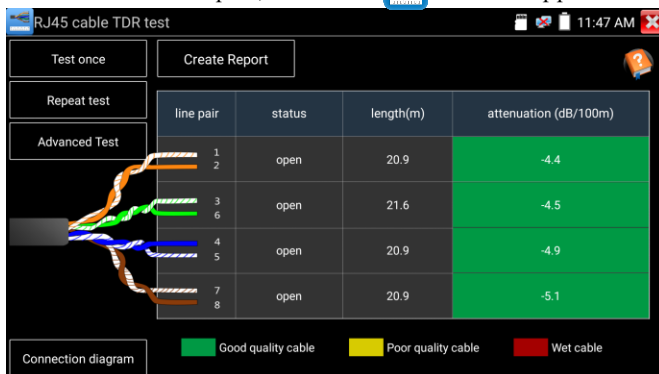 RJ45 cable TDR test 11:47 AM
Test once
Create Report
Repeat test
Advanced Test
line pair status length(m) attenuation (dB/100m)
1
2
open 20.9 -4.4
3
6
open 21.6 -4.5
4
5
open 20.9 -4.9
7
8
open 20.9 -5.1
Good quality cable Poor quality cable Wet cable
Connection diagram